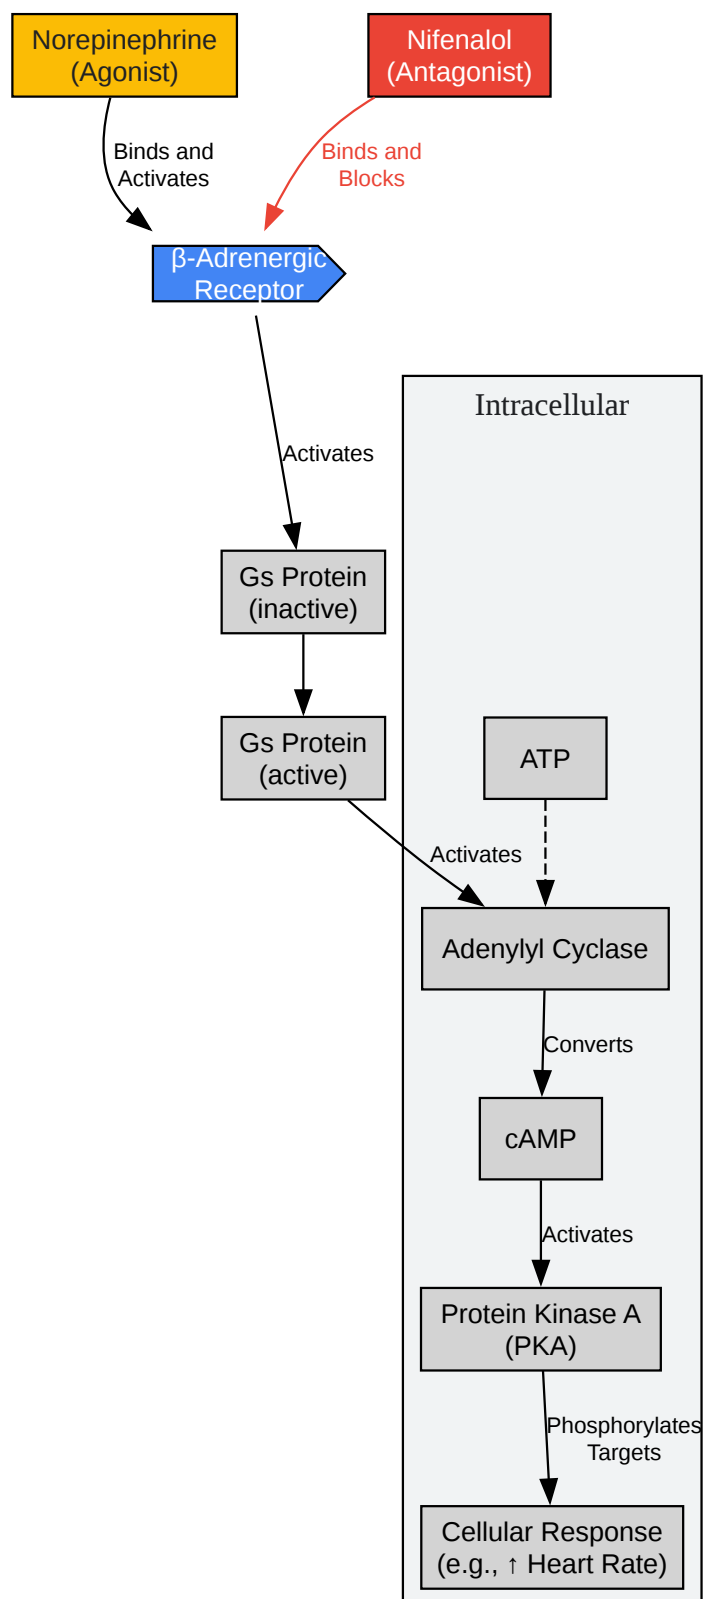 Norepinephrine
(Agonist)
Nifenalol
(Antagonist)
Binds and
Activates
Binds and
Blocks
β-Adrenergic
Receptor
Intracellular
Activates
Gs Protein
(inactive)
Gs Protein
(active)
ATP
Activates
Adenylyl Cyclase
Converts
cAMP
Activates
Protein Kinase A
(PKA)
Phosphorylates
Targets
Cellular Response
(e.g., ↑ Heart Rate)